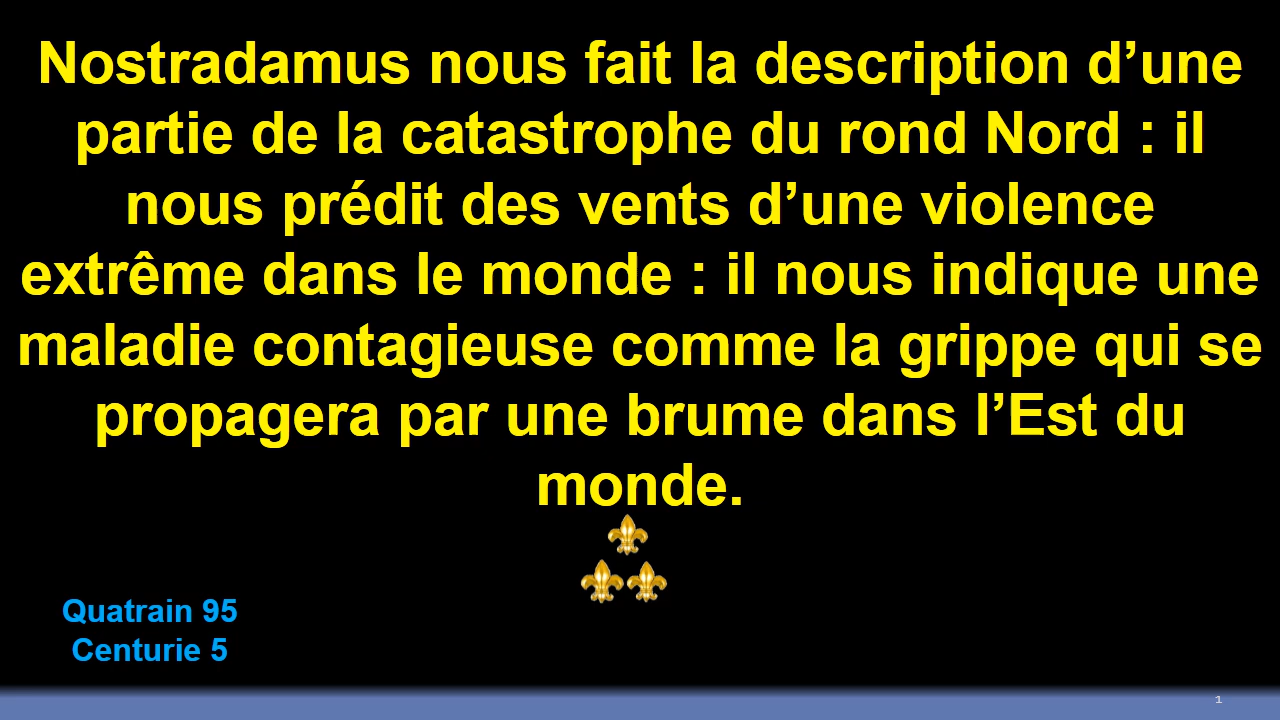 Nostradamus nous fait la description d’une
partie de la catastrophe du rond Nord : il
nous prédit des vents d’une violence
extrême dans le monde : il nous indique une
maladie contagieuse comme la grippe qui se
propagera par une brume dans l’Est du
monde.
Quatrain 95
Centurie 5
1